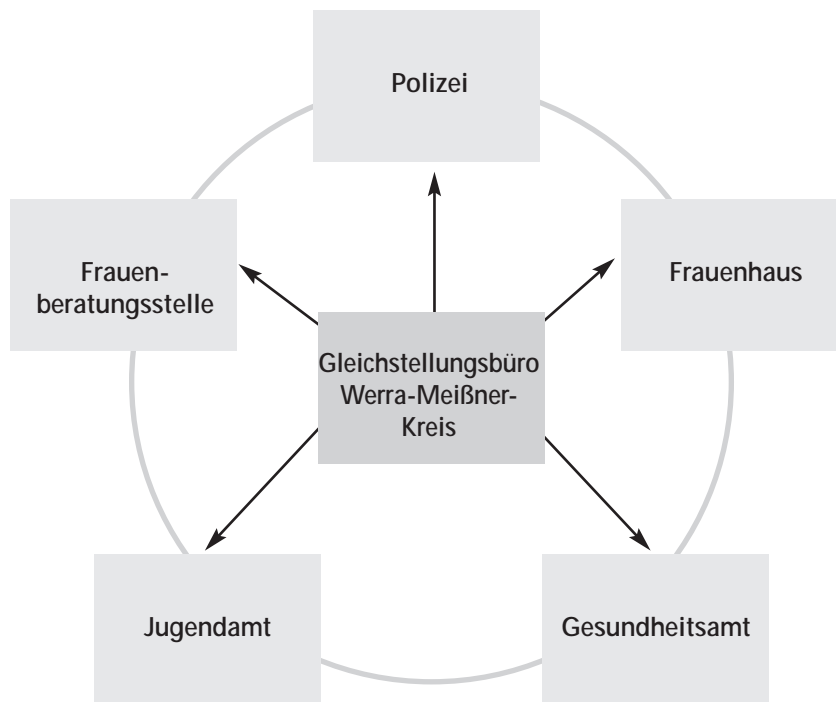 Polizei
Frauen-
beratungsstelle
Frauenhaus
Gleichstellungsbüro
Werra-Meißner-
Kreis
Jugendamt
Gesundheitsamt